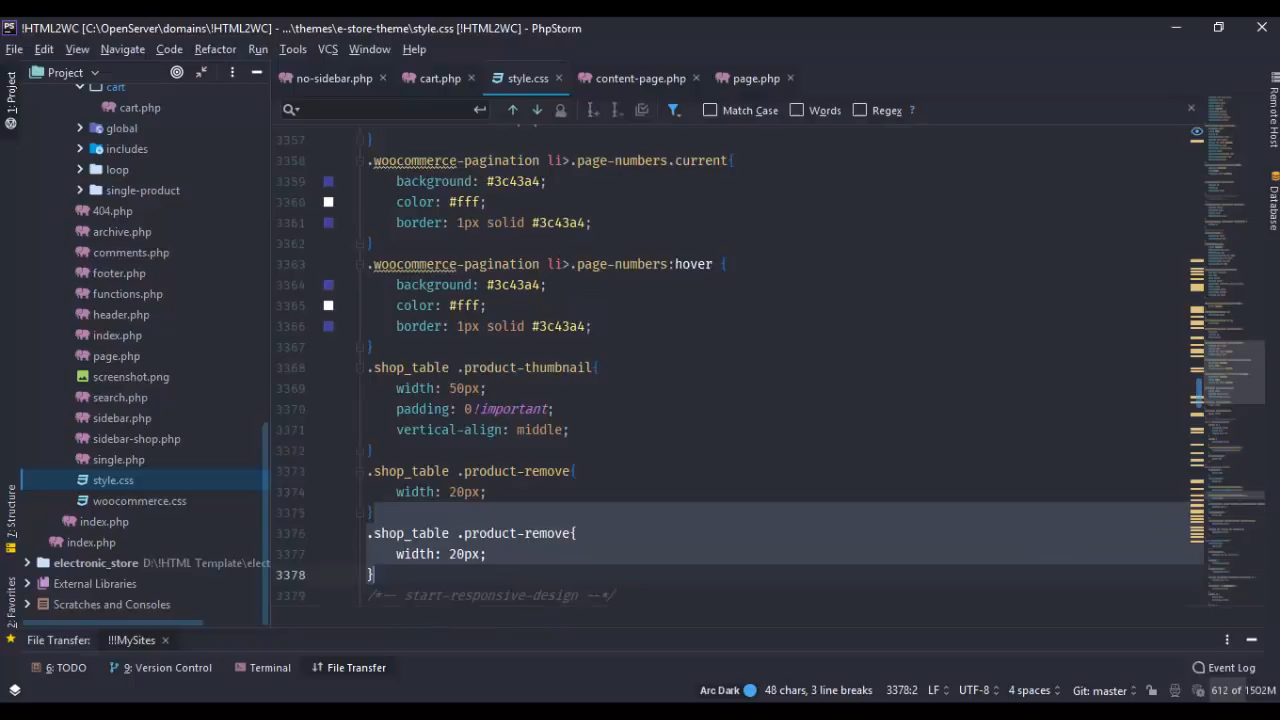 !HTML2WC [C:\OpenServer\domains\!HTML2WC] - ...\themes\e-store-theme\style.css [!HTML2WC] - PhpStorm
File Edit View Navigate Code Refactor Run Tools VCS Window Help
Project
no-sidebar.php
cart.php
style.css
content-page.php
page.php
Match Case
Words
Regex
?
1: Project
7: Structure
2: Favorites
Remote Host
Database
cart
cart.php
global
includes
loop
single-product
404.php
archive.php
comments.php
footer.php
functions.php
header.php
index.php
page.php
screenshot.png
search.php
sidebar.php
sidebar-shop.php
single.php
style.css
woocommerce.css
index.php
index.php
electronic_store D:\!HTML Template\elect
External Libraries
Scratches and Consoles
3357 }
3358 .woocommerce-pagination li>.page-numbers.current{
3359 background: #3c43a4;
3360 color: #fff;
3361 border: 1px solid #3c43a4;
3362 }
3363 .woocommerce-pagination li>.page-numbers:hover {
3364 background: #3c43a4;
3365 color: #fff;
3366 border: 1px solid #3c43a4;
3367 }
3368 .shop_table .product-thumbnail{
3369 width: 50px;
3370 padding: 0!important;
3371 vertical-align: middle;
3372 }
3373 .shop_table .product-remove{
3374 width: 20px;
3375 }
3376 .shop_table .product-remove{
3377 width: 20px;
3378 }
3379 /*-- start-responsive-design --*/
File Transfer: !!!MySites
6: TODO
9: Version Control
Terminal
File Transfer
Event Log
Arc Dark 48 chars, 3 line breaks 3378:2 LF UTF-8 4 spaces Git: master 612 of 1502M